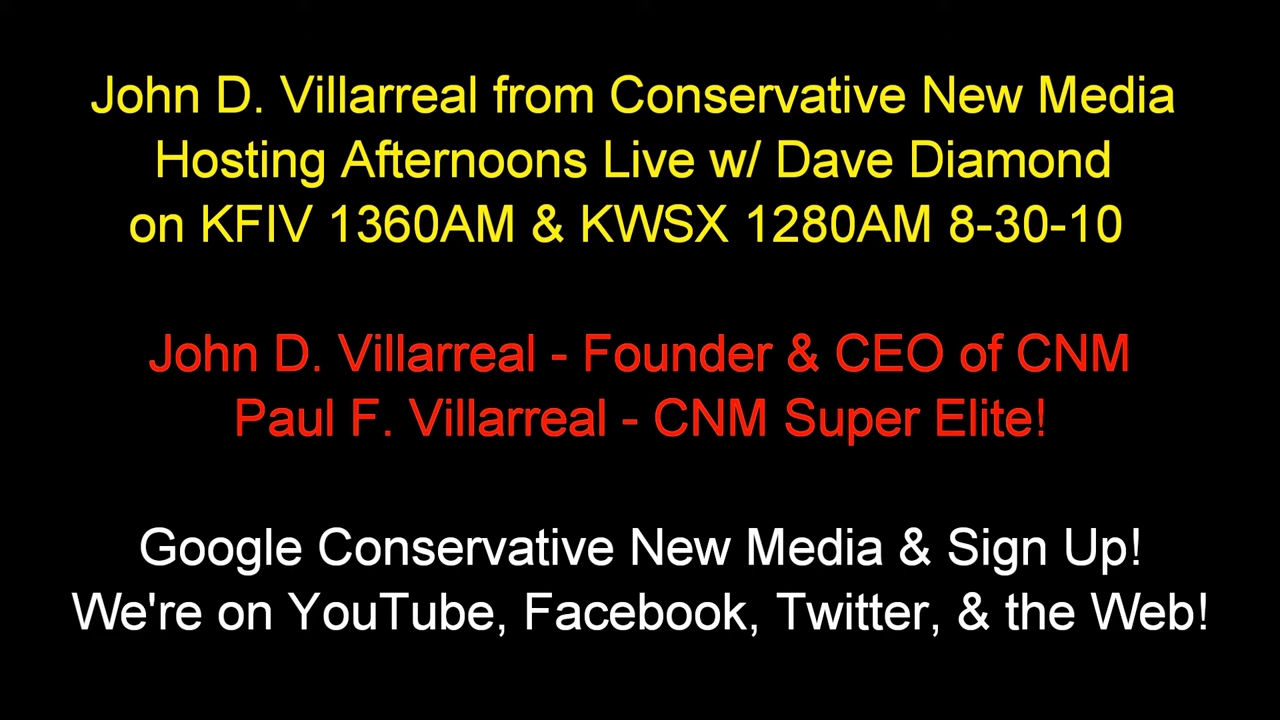 John D. Villarreal from Conservative New Media
Hosting Afternoons Live w/ Dave Diamond
on KFIV 1360AM & KWSX 1280AM 8-30-10
John D. Villarreal - Founder & CEO of CNM
Paul F. Villarreal - CNM Super Elite!
Google Conservative New Media & Sign Up!
We're on YouTube, Facebook, Twitter, & the Web!